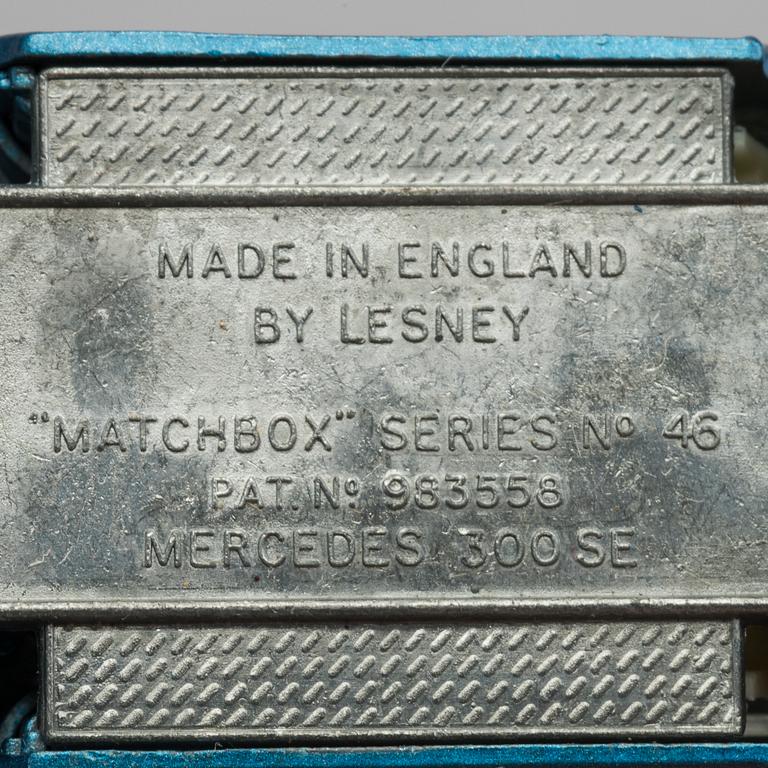 MADE IN ENGLAND
BY LESNEY
"MATCHBOX" SERIES Nº 46
PAT. Nº 983558
MERCEDES 300 SE